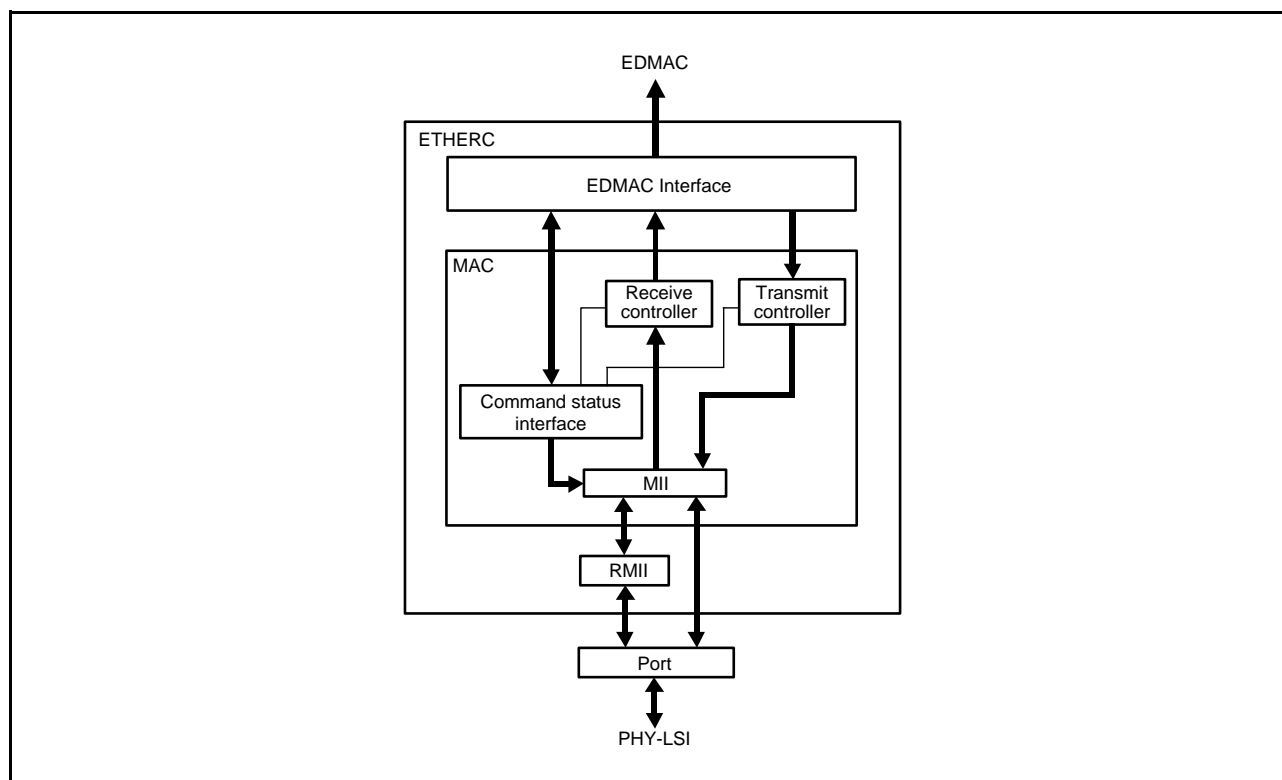 EDMAC
ETHERC
EDMAC Interface
MAC
Receive
controller
Transmit
controller
Command status
interface
MII
RMII
Port
PHY-LSI